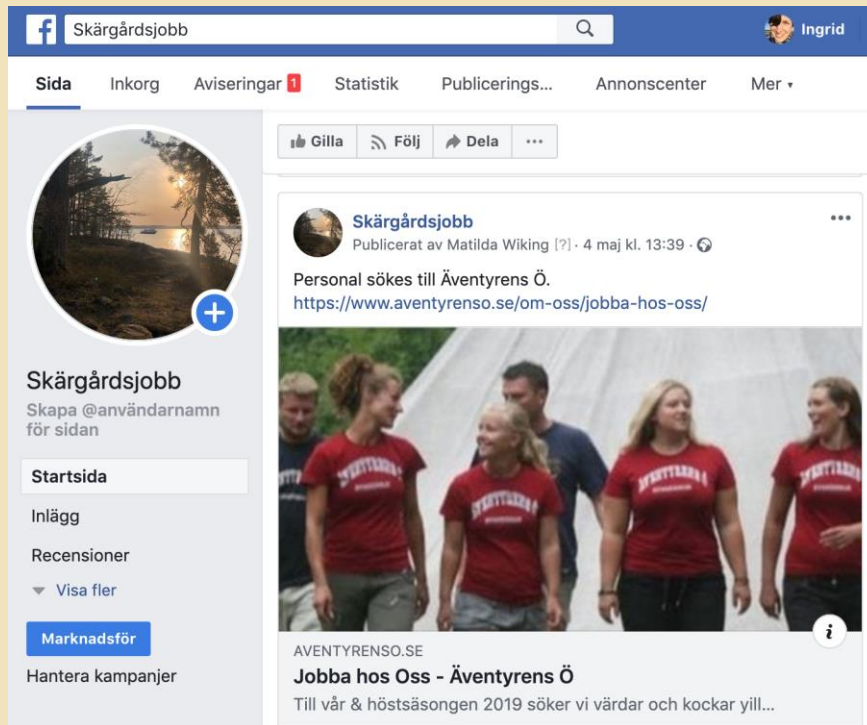 Skärgårdsjobb
Ingrid
Sida Inkorg Aviseringar 1 Statistik Publicerings... Annonscenter Mer
Gilla Följ Dela ...
Skärgårdsjobb
Publicerat av Matilda Wiking [?] · 4 maj kl. 13:39 ·
Personal sökes till Äventyrens Ö.
https://www.aventyrenso.se/om-oss/jobba-hos-oss/
Skärgårdsjobb
Skapa @användarnamn
för sidan
Startsida
Inlägg
Recensioner
Visa fler
Marknadsför
Hantera kampanjer
AVENTYRENSO.SE
Jobba hos Oss - Äventyrens Ö
Till vår & höstsäsongen 2019 söker vi värdar och kockar yill...